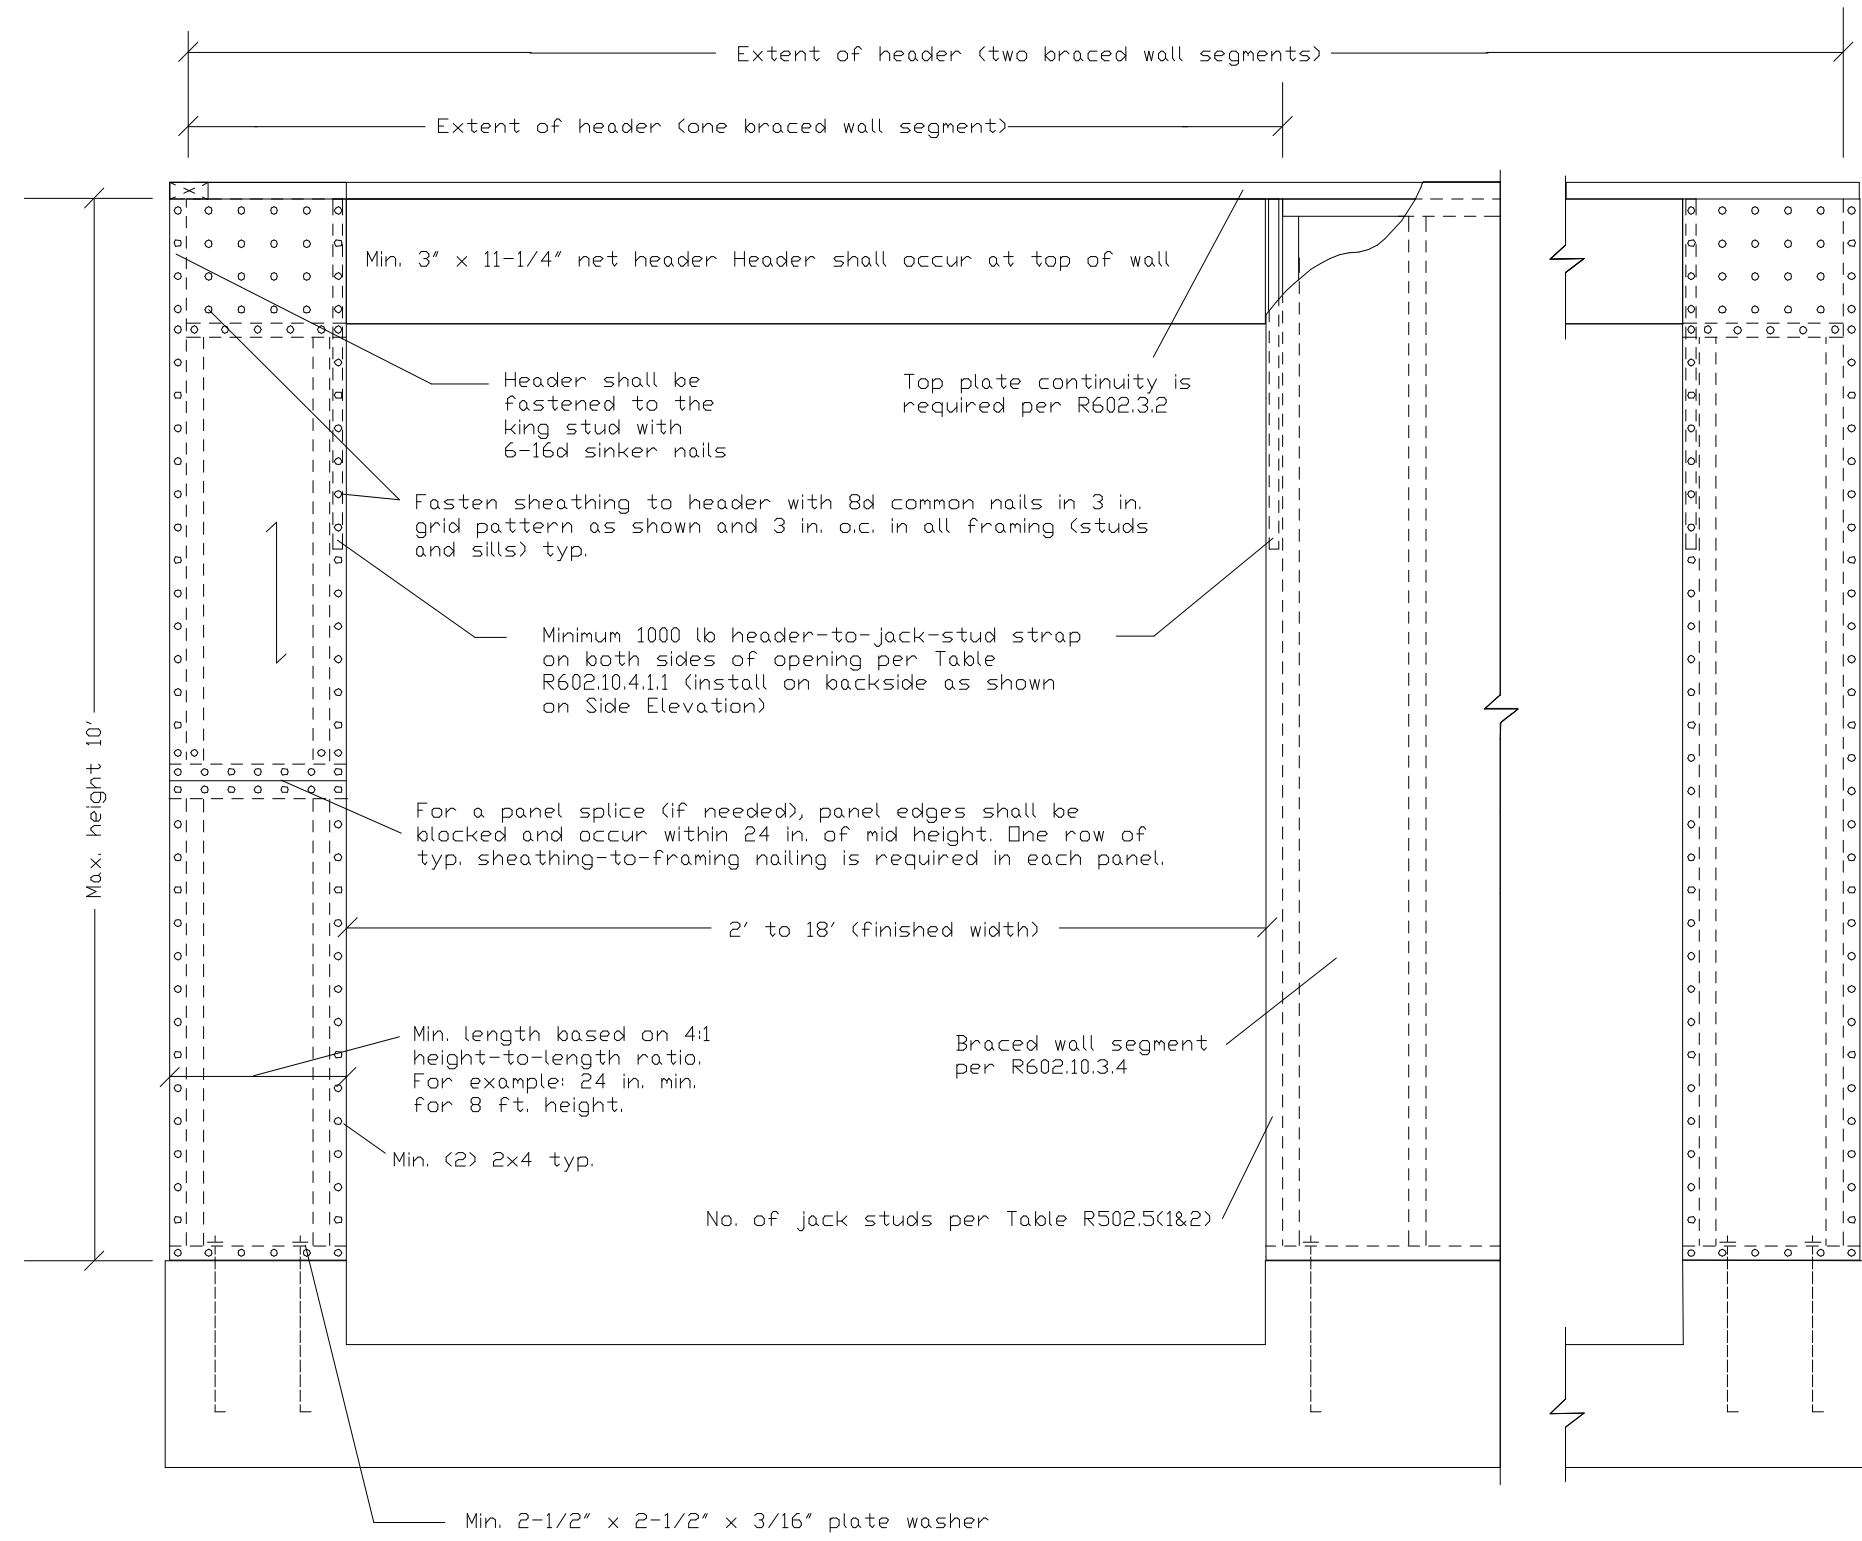 Extent of header (two braced wall segments)
Extent of header (one braced wall segment)
Min. 3" x 11-1/4" net header Header shall occur at top of wall
Header shall be
fastened to the
king stud with
6-16d sinker nails
Top plate continuity is
required per R602.3.2
Fasten sheathing to header with 8d common nails in 3 in.
grid pattern as shown and 3 in. o.c. in all framing (studs
and sills) typ.
Minimum 1000 lb header-to-jack-stud strap
on both sides of opening per Table
R602.10.4.1.1 (install on backside as shown
on Side Elevation)
Max. height 10'
For a panel splice (if needed), panel edges shall be
blocked and occur within 24 in. of mid height. One row of
typ. sheathing-to-framing nailing is required in each panel.
2' to 18' (finished width)
Min. length based on 4:1
height-to-length ratio.
For example: 24 in. min.
for 8 ft. height.
Braced wall segment
per R602.10.3.4
Min. (2) 2x4 typ.
No. of jack studs per Table R502.5(1&2)
Min. 2-1/2" x 2-1/2" x 3/16" plate washer